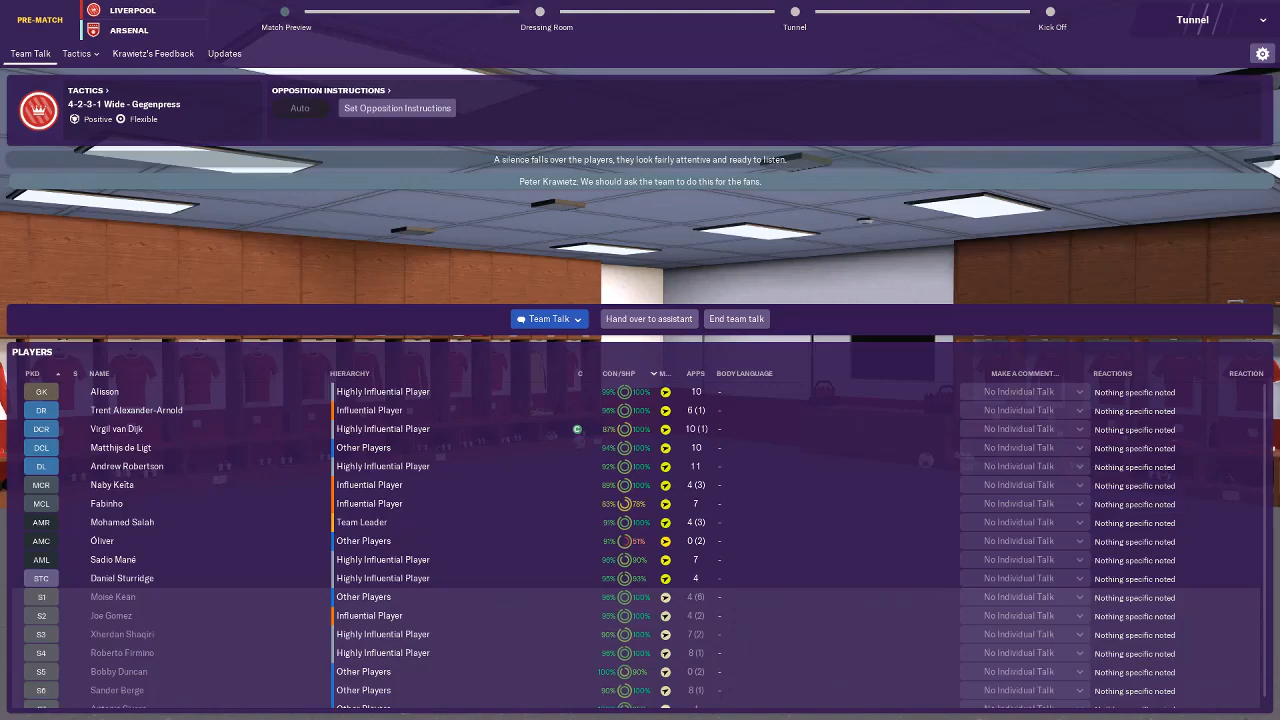 PRE-MATCH
LIVERPOOL
ARSENAL
Match Preview
Dressing Room
Tunnel
Kick Off
Tunnel
Team Talk
Tactics
Krawietz's Feedback
Updates
TACTICS
4-2-3-1 Wide - Gegenpress
Positive
Flexible
OPPOSITION INSTRUCTIONS
Auto
Set Opposition Instructions
A silence falls over the players, they look fairly attentive and ready to listen.
Peter Krawietz: We should ask the team to do this for the fans.
Team Talk
Hand over to assistant
End team talk
PLAYERS
PKD S NAME HIERARCHY C CON/SHP M... APPS BODY LANGUAGE MAKE A COMMENT... REACTIONS REACTION
GK Alisson Highly Influential Player 99% 100% 10 - No Individual Talk Nothing specific noted
DR Trent Alexander-Arnold Influential Player 96% 100% 6 (1) - No Individual Talk Nothing specific noted
DCR Virgil van Dijk Highly Influential Player C 87% 100% 10 (1) - No Individual Talk Nothing specific noted
DCL Matthijs de Ligt Other Players 94% 100% 10 - No Individual Talk Nothing specific noted
DL Andrew Robertson Highly Influential Player 92% 100% 11 - No Individual Talk Nothing specific noted
MCR Naby Keïta Influential Player 89% 100% 4 (3) - No Individual Talk Nothing specific noted
MCL Fabinho Influential Player 83% 78% 7 - No Individual Talk Nothing specific noted
AMR Mohamed Salah Team Leader 91% 100% 4 (3) - No Individual Talk Nothing specific noted
AMC Óliver Other Players 91% 51% 0 (2) - No Individual Talk Nothing specific noted
AML Sadio Mané Highly Influential Player 96% 90% 7 - No Individual Talk Nothing specific noted
STC Daniel Sturridge Highly Influential Player 95% 93% 4 - No Individual Talk Nothing specific noted
S1 Moise Kean Other Players 96% 100% 4 (6) - No Individual Talk Nothing specific noted
S2 Joe Gomez Influential Player 95% 100% 4 (2) - No Individual Talk Nothing specific noted
S3 Xherdan Shaqiri Highly Influential Player 90% 100% 7 (2) - No Individual Talk Nothing specific noted
S4 Roberto Firmino Highly Influential Player 96% 100% 8 (1) - No Individual Talk Nothing specific noted
S5 Bobby Duncan Other Players 100% 90% 0 (2) - No Individual Talk Nothing specific noted
S6 Sander Berge Other Players 90% 100% 8 (1) - No Individual Talk Nothing specific noted
Other Players No Individual Talk Nothing specific noted